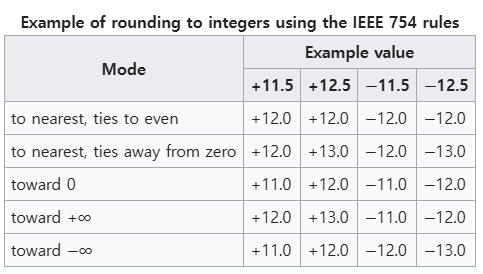 Example of rounding to integers using the IEEE 754 rules
Mode
Example value
+11.5 +12.5 −11.5 −12.5
to nearest, ties to even +12.0 +12.0 −12.0 −12.0
to nearest, ties away from zero +12.0 +13.0 −12.0 −13.0
toward 0 +11.0 +12.0 −11.0 −12.0
toward +∞ +12.0 +13.0 −11.0 −12.0
toward −∞ +11.0 +12.0 −12.0 −13.0